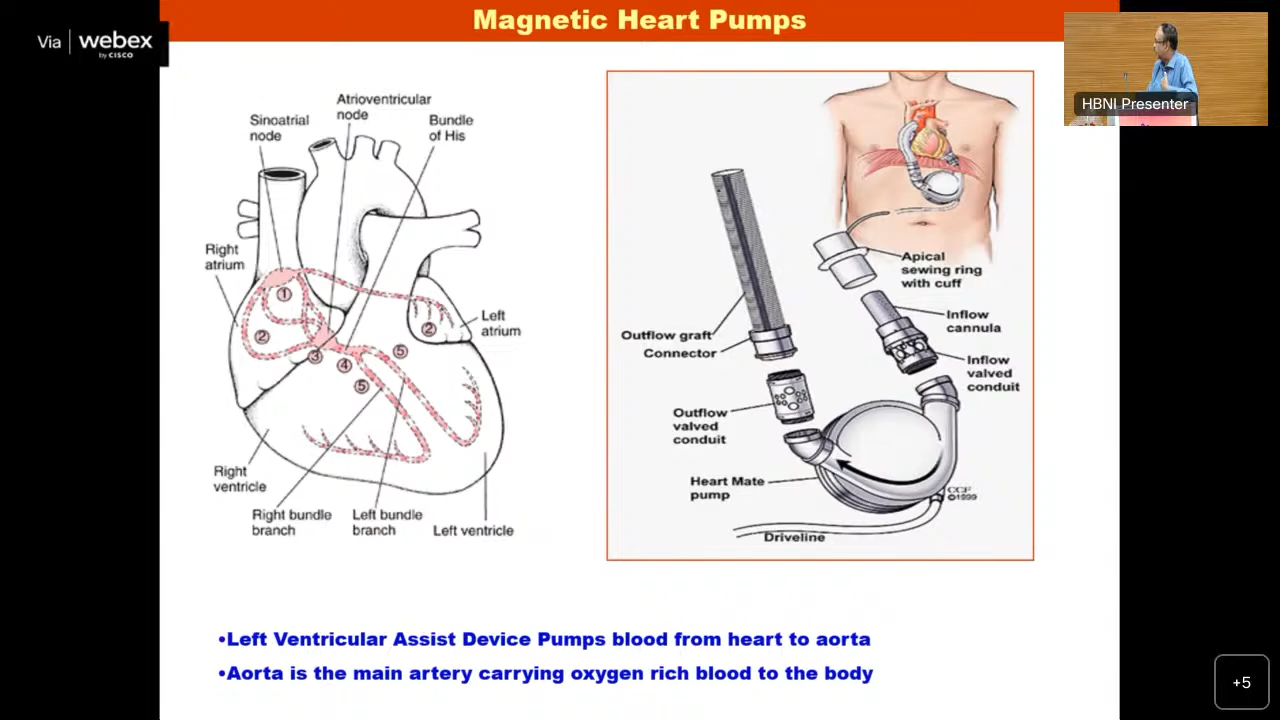 Magnetic Heart Pumps
Via | webex
by CISCO
HBNI Presenter
Atrioventricular
node
Sinoatrial
node
Bundle
of His
Right
atrium
Left
atrium
1
2
2
3
4
5
5
Right
ventricle
Right bundle
branch
Left bundle
branch
Left ventricle
Apical
sewing ring
with cuff
Inflow
cannula
Outflow graft
Connector
Inflow
valved
conduit
Outflow
valved
conduit
Heart Mate
pump
CCF
©1999
Driveline
•Left Ventricular Assist Device Pumps blood from heart to aorta
•Aorta is the main artery carrying oxygen rich blood to the body
+5